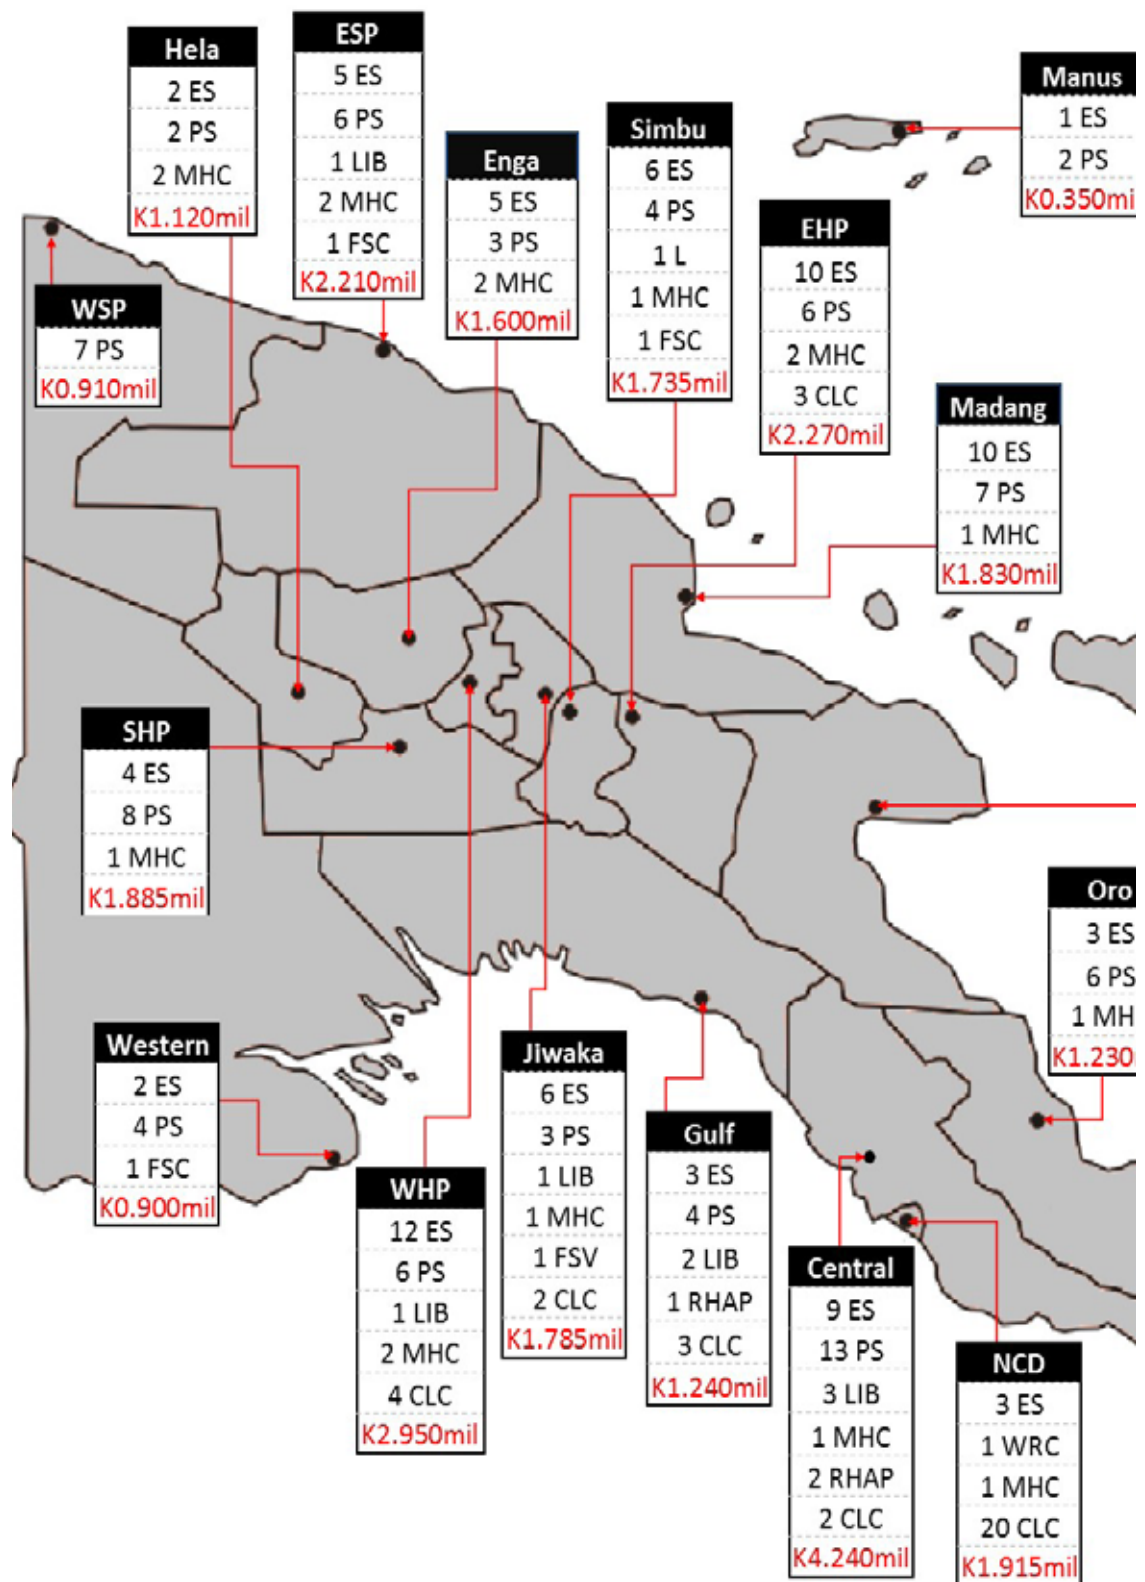 Hela
2 ES
2 PS
2 MHC
K1.120mil
ESP
5 ES
6 PS
1 LIB
2 MHC
1 FSC
K2.210mil
Enga
5 ES
3 PS
2 MHC
K1.600mil
Simbu
6 ES
4 PS
1 L
1 MHC
1 FSC
K1.735mil
Manus
1 ES
2 PS
K0.350mi
EHP
10 ES
6 PS
2 MHC
3 CLC
K2.270mil
WSP
7 PS
K0.910mil
Madang
10 ES
7 PS
1 MHC
K1.830mil
SHP
4 ES
8 PS
1 MHC
K1.885mil
Oro
3 ES
6 PS
1 MH
K1.230
Western
2 ES
4 PS
1 FSC
K0.900mil
WHP
12 ES
6 PS
1 LIB
2 MHC
4 CLC
K2.950mil
Jiwaka
6 ES
3 PS
1 LIB
1 MHC
1 FSV
2 CLC
K1.785mil
Gulf
3 ES
4 PS
2 LIB
1 RHAP
3 CLC
K1.240mil
Central
9 ES
13 PS
3 LIB
1 MHC
2 RHAP
2 CLC
K4.240mil
NCD
3 ES
1 WRC
1 MHC
20 CLC
K1.915mil